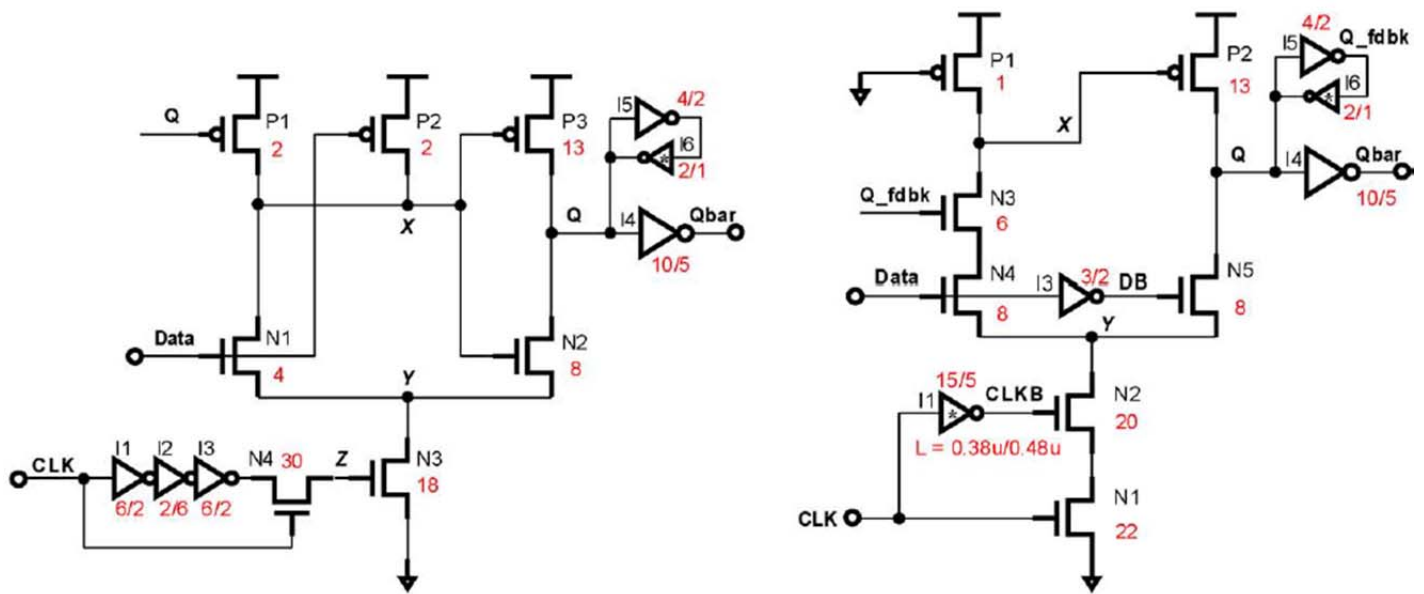 Q P1 P2 P3 I5 4/2
2 2 13 I6
2/1
X Q I4 Qbar
10/5
Data N1 N2
4 Y 8
CLK I1 I2 I3 N4 30 Z N3
6/2 2/6 6/2 18
P1 P2 4/2 Q_fdbk
I5
1 13 I6
2/1
X Q I4 Qbar
10/5
Q_fdbk N3
6
Data N4 I3 3/2 DB N5
8 8
Y
15/5
I1 * CLKB N2
L = 0.38u/0.48u 20
CLK N1
22